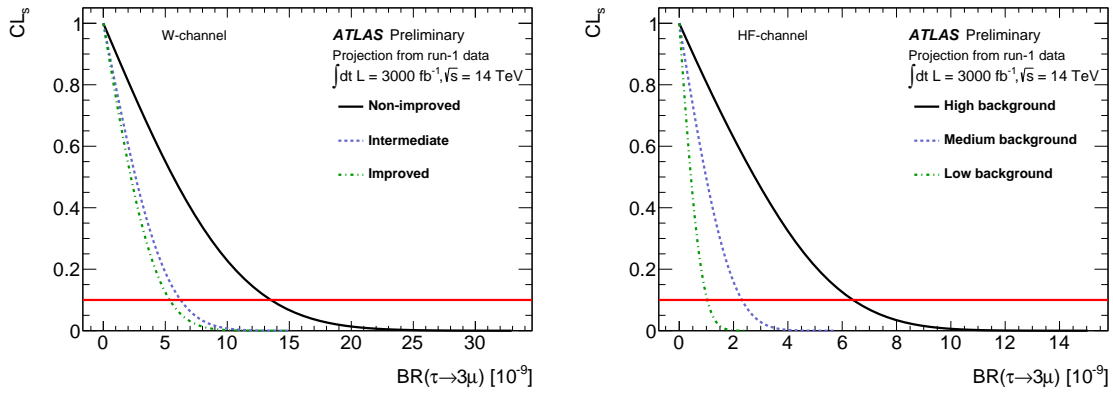 CLₛ
1
0.8
0.6
0.4
0.2
0
W-channel
ATLAS Preliminary
Projection from run-1 data
∫dt L = 3000 fb⁻¹,√s = 14 TeV
Non-improved
Intermediate
Improved
0 5 10 15 20 25 30
BR(τ→3μ) [10⁻⁹]
CLₛ
1
0.8
0.6
0.4
0.2
0
HF-channel
ATLAS Preliminary
Projection from run-1 data
∫dt L = 3000 fb⁻¹,√s = 14 TeV
High background
Medium background
Low background
0 2 4 6 8 10 12 14
BR(τ→3μ) [10⁻⁹]